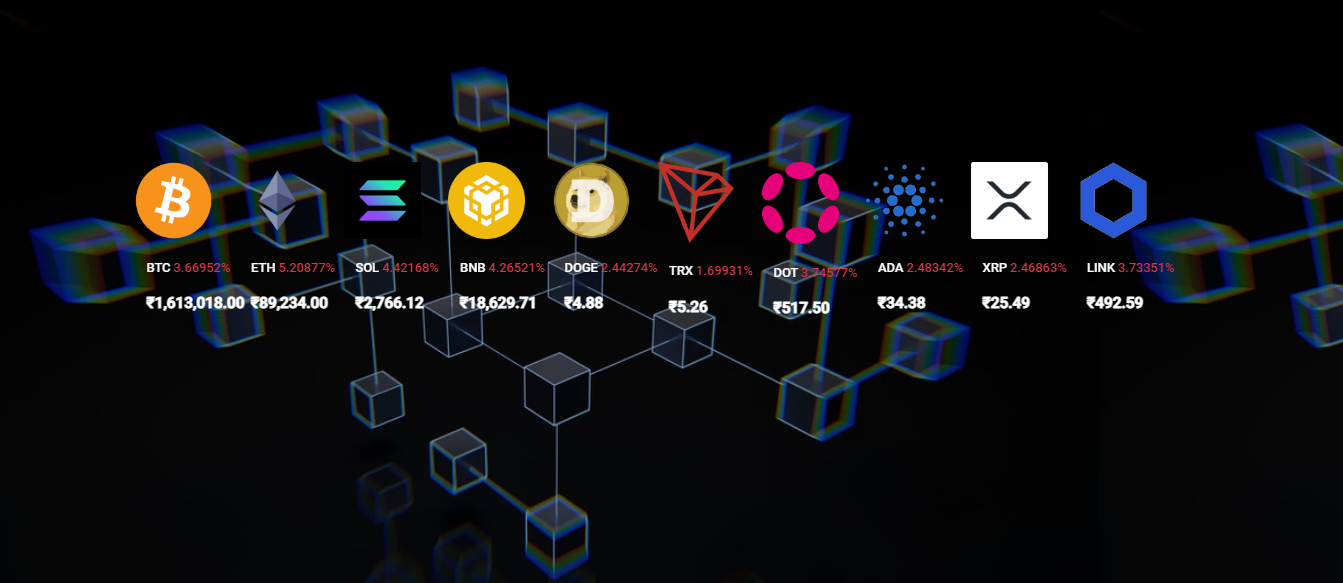 BTC 3.66952% ETH 5.20877% SOL 4.42168% BNB 4.26521% DOGE 2.44274% TRX 1.69931% DOT 3.74577% ADA 2.48342% XRP 2.46863% LINK 3.73351%
₹1,613,018.00 ₹89,234.00 ₹2,766.12 ₹18,629.71 ₹4.88 ₹5.26 ₹517.50 ₹34.38 ₹25.49 ₹492.59